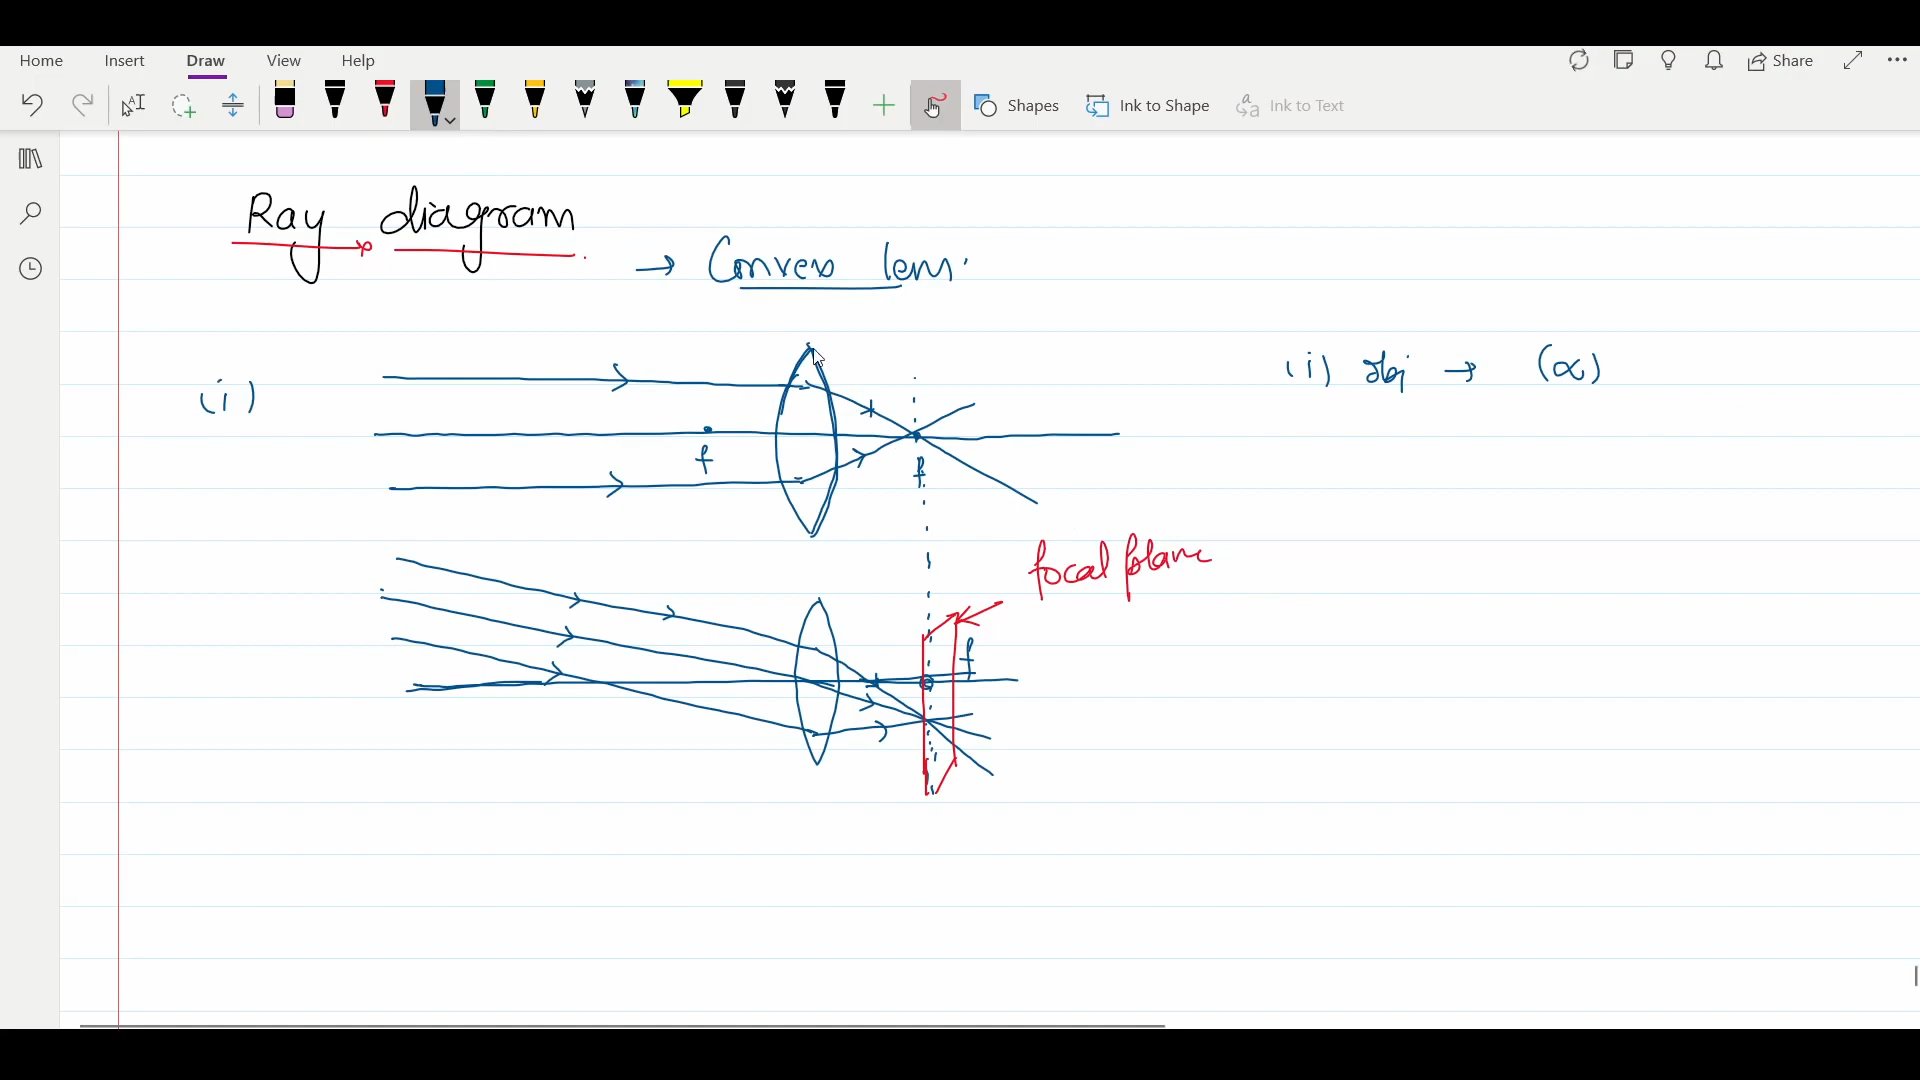 Home Insert Draw View Help Share
Shapes Ink to Shape Ink to Text
Ray diagram
→ Convex lens
(i)
(i) obj → (∝)
f f
focal plane
f